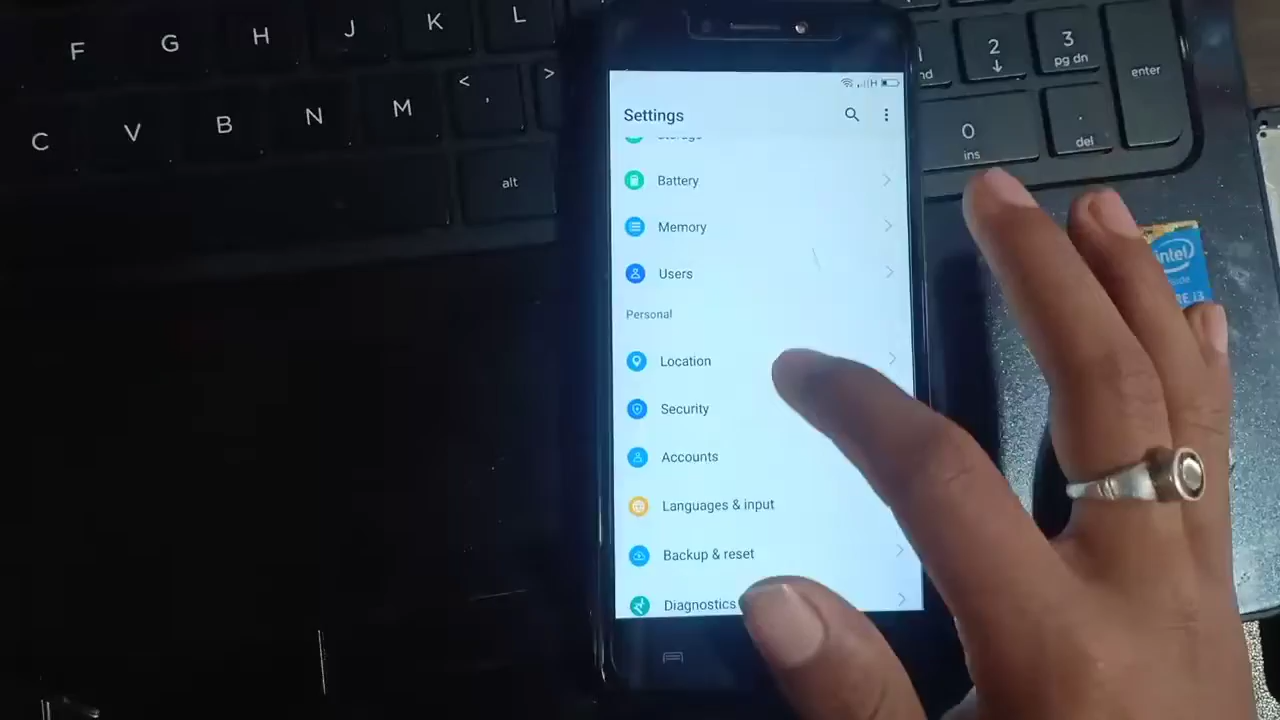 F G H J K L
C V B N M < , >
alt
2
3
pg dn
enter
0
ins
.
del
H
Settings
Storage
Battery
Memory
Users
Personal
Location
Security
Accounts
Languages & input
Backup & reset
Diagnostics
intel